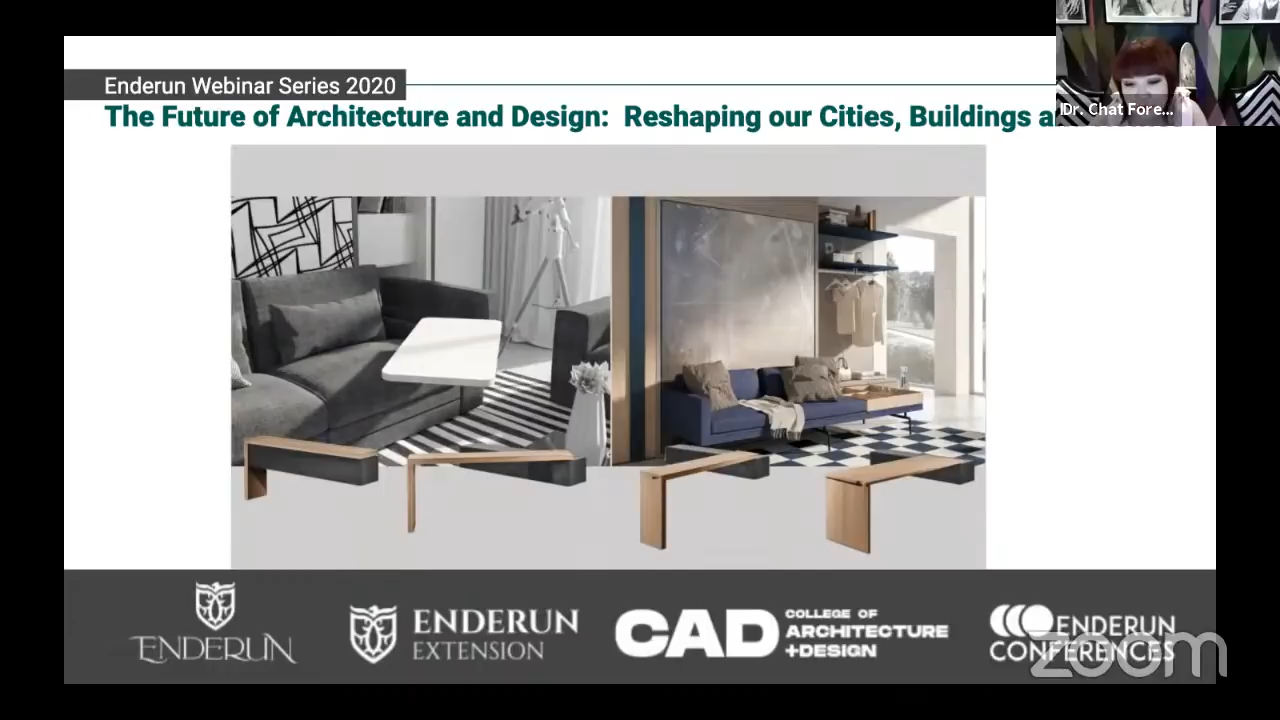 Enderun Webinar Series 2020
The Future of Architecture and Design: Reshaping our Cities, Buildings
Dr. Chat Fore...
ENDERUN
ENDERUN
EXTENSION
CAD
COLLEGE OF
ARCHITECTURE
+DESIGN
ENDERUN
CONFERENCES
zoom